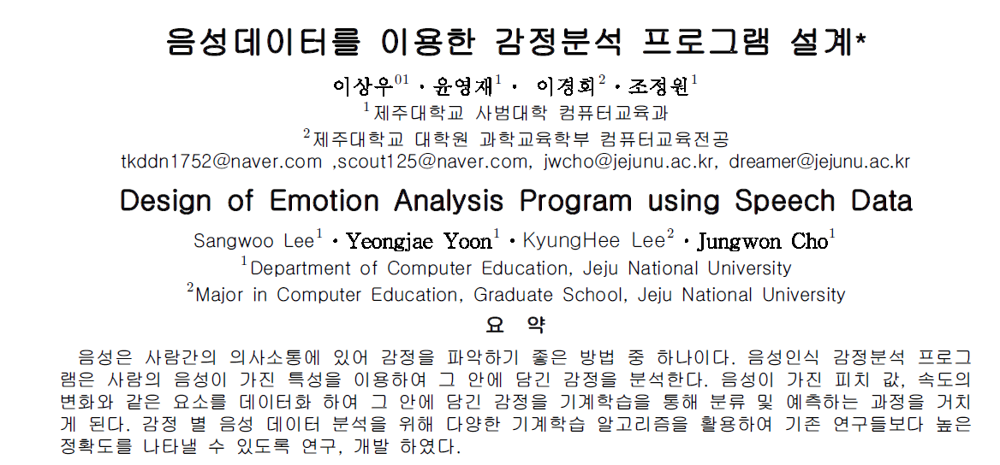 음성데이터를 이용한 감정분석 프로그램 설계*
이상우01 · 윤영재1 · 이경희2 · 조정원1
1제주대학교 사범대학 컴퓨터교육과
2제주대학교 대학원 과학교육학부 컴퓨터교육전공
tkddn1752@naver.com ,scout125@naver.com, jwcho@jejunu.ac.kr, dreamer@jejunu.ac.kr
Design of Emotion Analysis Program using Speech Data
Sangwoo Lee1 · Yeongjae Yoon1 · KyungHee Lee2 · Jungwon Cho1
1Department of Computer Education, Jeju National University
2Major in Computer Education, Graduate School, Jeju National University
요 약
음성은 사람간의 의사소통에 있어 감정을 파악하기 좋은 방법 중 하나이다. 음성인식 감정분석 프로그
램은 사람의 음성이 가진 특성을 이용하여 그 안에 담긴 감정을 분석한다. 음성이 가진 피치 값, 속도의
변화와 같은 요소를 데이터화 하여 그 안에 담긴 감정을 기계학습을 통해 분류 및 예측하는 과정을 거치
게 된다. 감정 별 음성 데이터 분석을 위해 다양한 기계학습 알고리즘을 활용하여 기존 연구들보다 높은
정확도를 나타낼 수 있도록 연구, 개발 하였다.